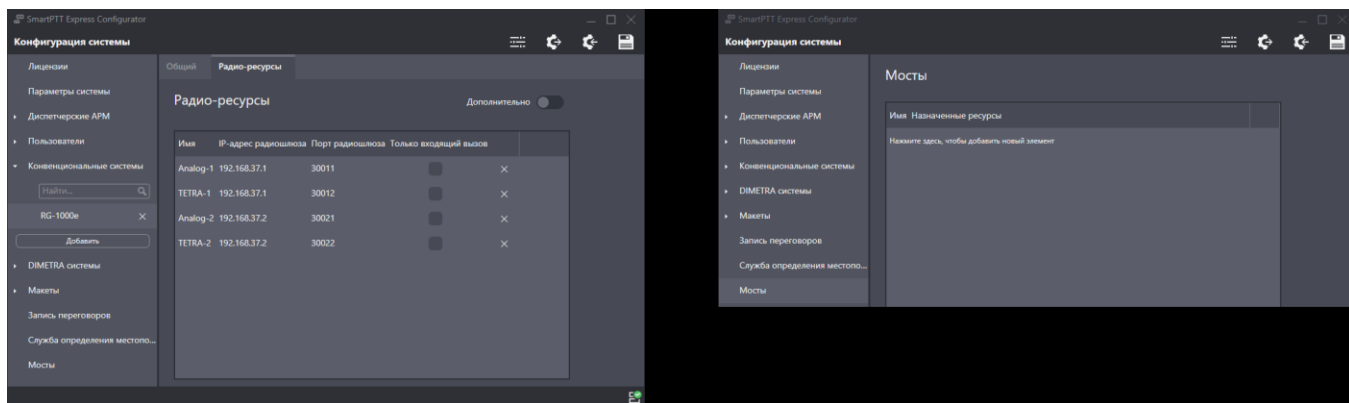 SmartPTT Express Configurator
Конфигурация системы
Лицензии
Параметры системы
Диспетчерские АРМ
Пользователи
Конвенциональные системы
Найти...
RG-1000e
Добавить
DIMETRA системы
Макеты
Запись переговоров
Служба определения местопо...
Мосты
Общий Радио-ресурсы
Радио-ресурсы
Дополнительно
Имя IP-адрес радиошлюза Порт радиошлюза Только входящий вызов
Analog-1 192.168.37.1 30011
TETRA-1 192.168.37.1 30012
Analog-2 192.168.37.2 30021
TETRA-2 192.168.37.2 30022
SmartPTT Express Configurator
Конфигурация системы
Лицензии
Параметры системы
Диспетчерские АРМ
Пользователи
Конвенциональные системы
DIMETRA системы
Макеты
Запись переговоров
Служба определения местопо...
Мосты
Мосты
Имя Назначенные ресурсы
Нажмите здесь, чтобы добавить новый элемент